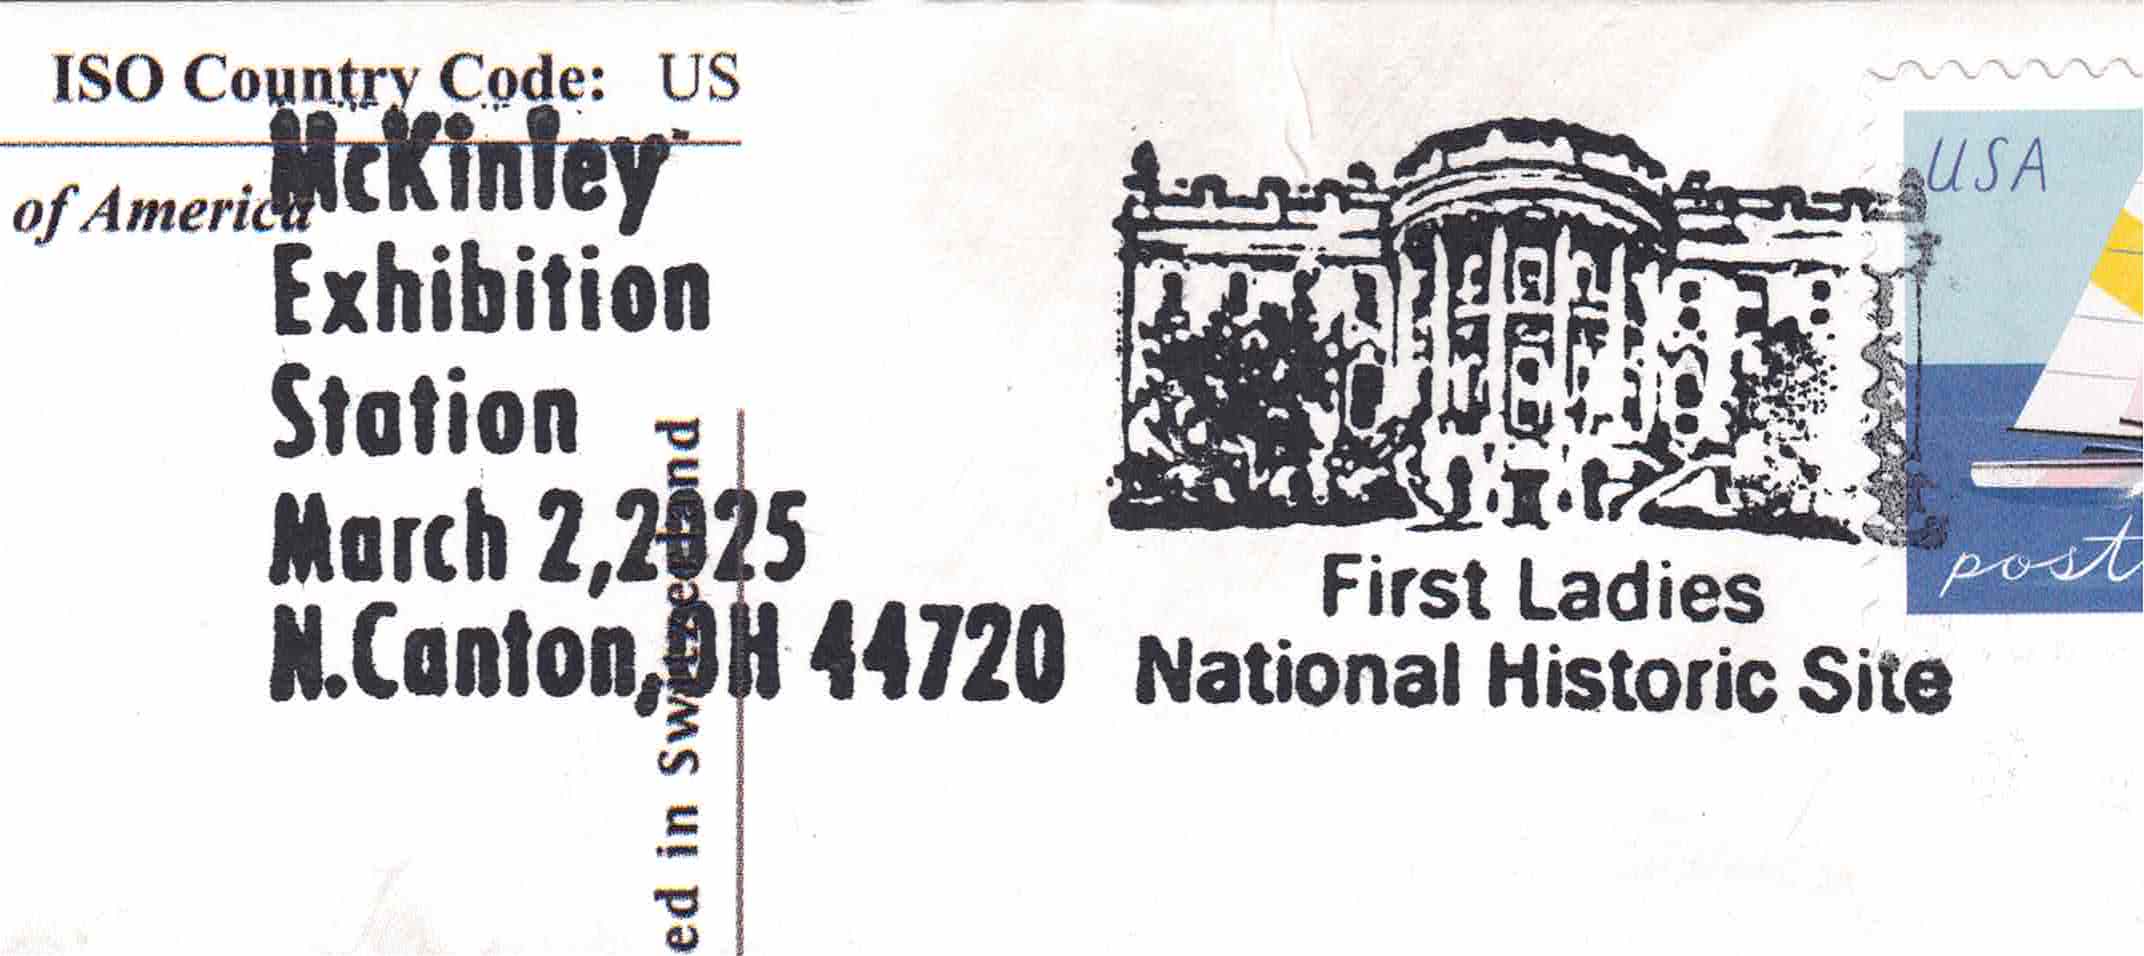 ISO Country Code: US
of America
McKinley
Exhibition
Station
March 2,2025
N.Canton,OH 44720
ed in Switzerland
First Ladies
National Historic Site
USA
post